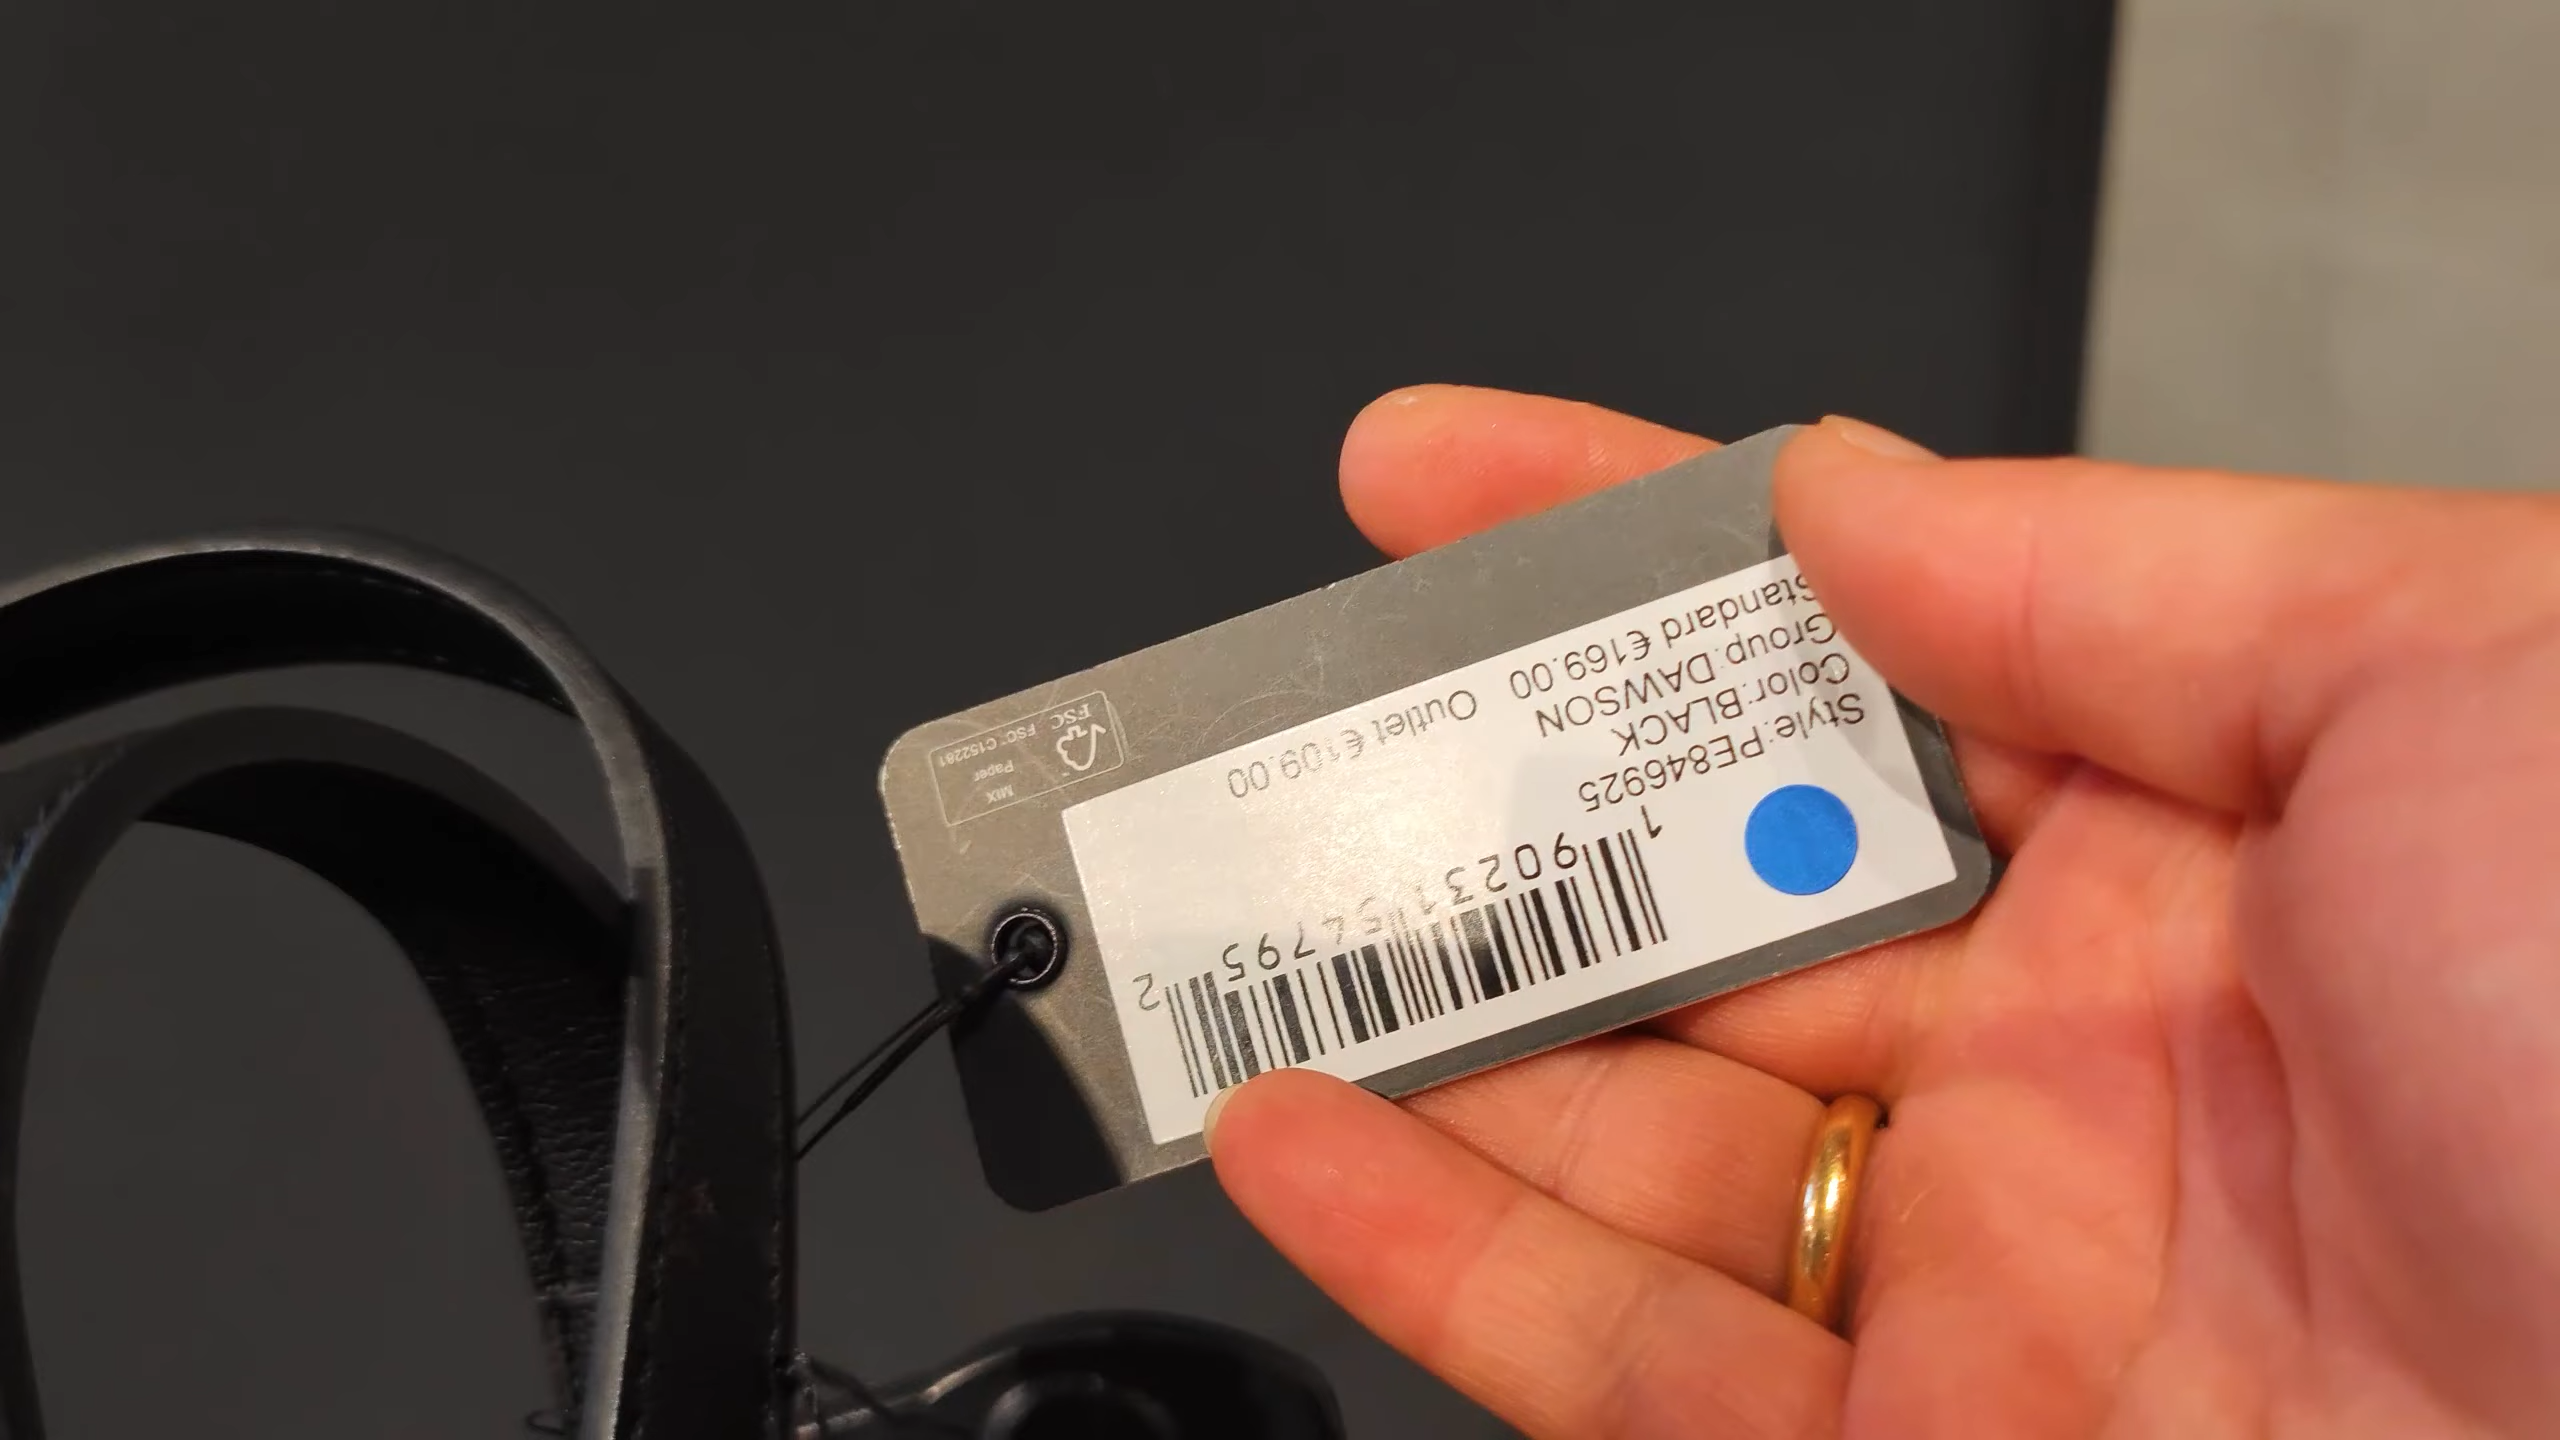 Style:PE846925
Color:BLACK
Group:DAWSON
Standard €169.00 Outlet €109.00
1 90231 54795 2
FSC
MIX
Paper
FSC™ C152281